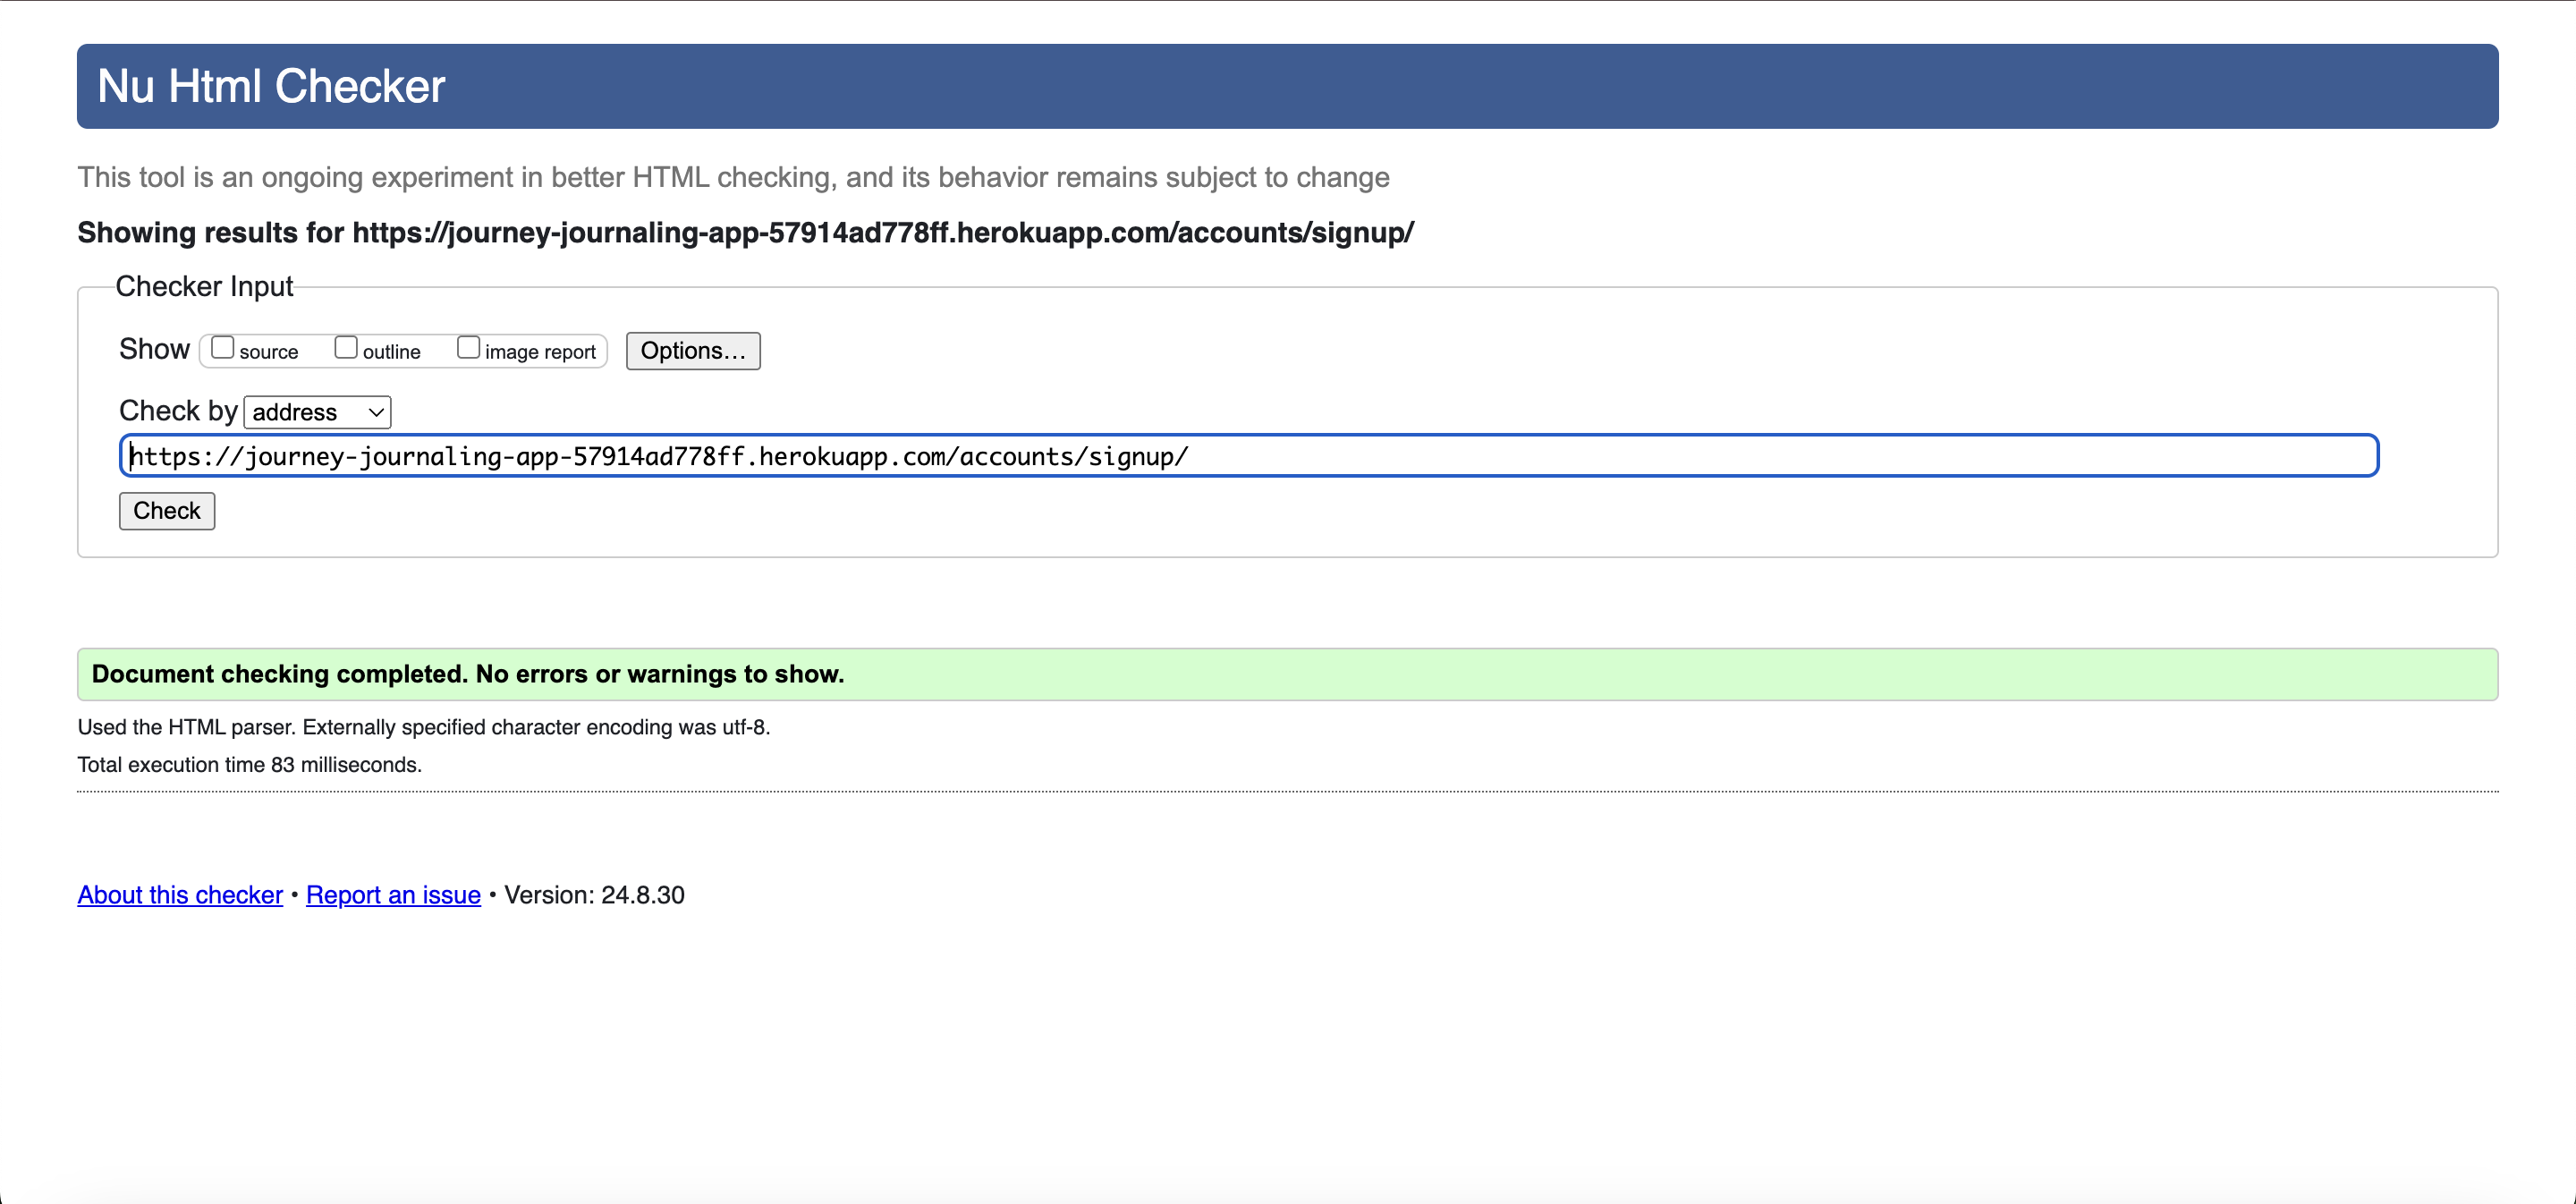 Nu Html Checker
This tool is an ongoing experiment in better HTML checking, and its behavior remains subject to change
Showing results for https://journey-journaling-app-57914ad778ff.herokuapp.com/accounts/signup/
Checker Input
Show source outline image report Options...
Check by address
https://journey-journaling-app-57914ad778ff.herokuapp.com/accounts/signup/
Check
Document checking completed. No errors or warnings to show.
Used the HTML parser. Externally specified character encoding was utf-8.
Total execution time 83 milliseconds.
About this checker • Report an issue • Version: 24.8.30